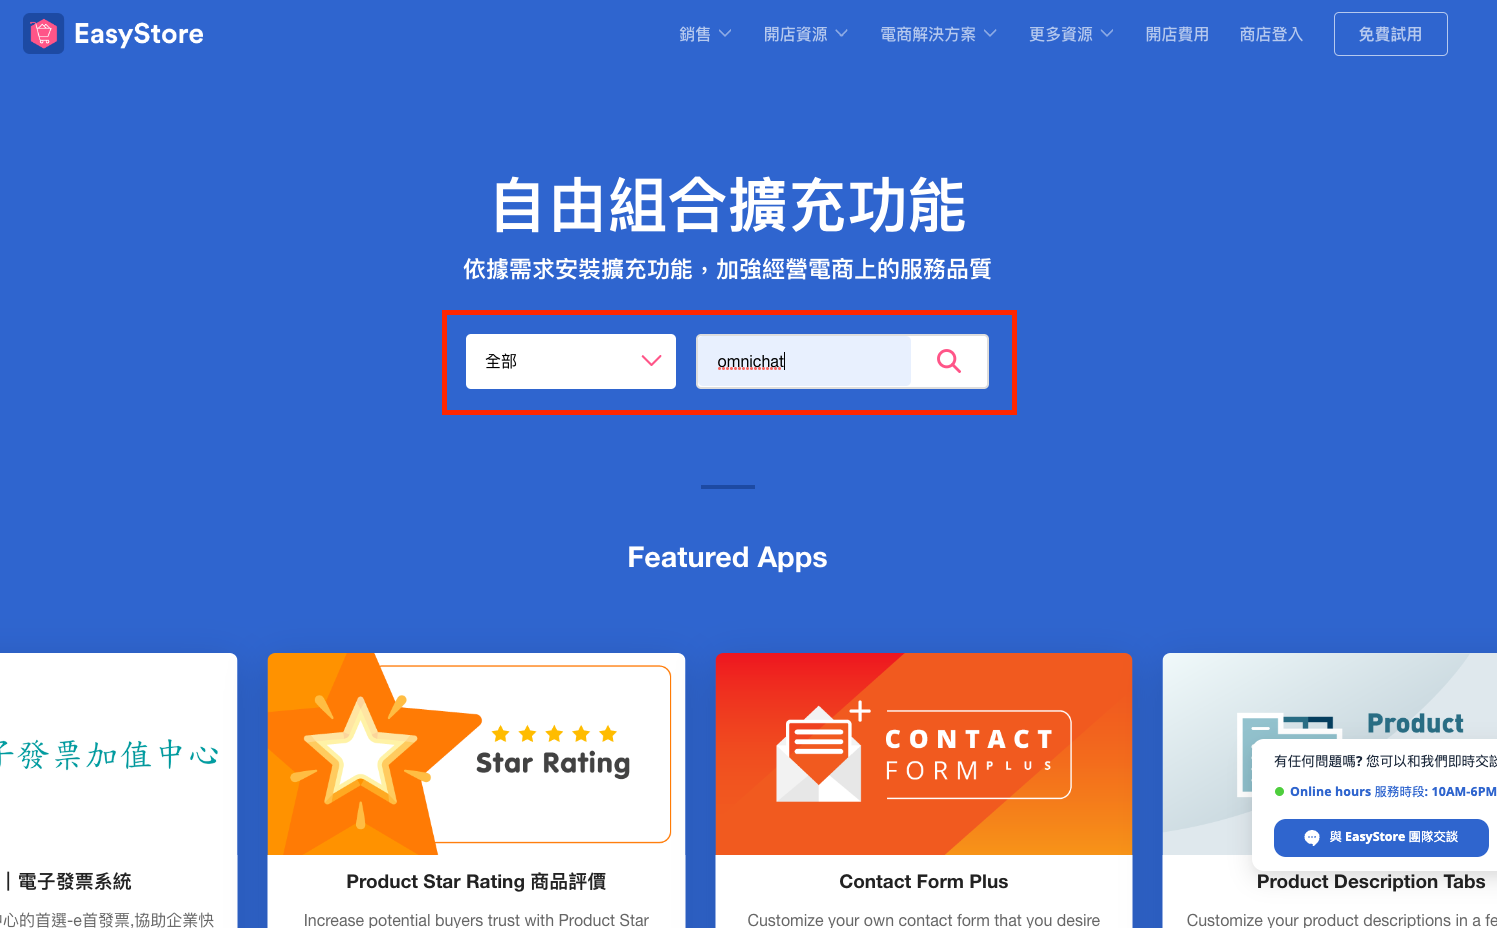 EasyStore
銷售
開店資源
電商解決方案
更多資源
開店費用
商店登入
免費試用
自由組合擴充功能
依據需求安裝擴充功能，加強經營電商上的服務品質
全部
omnichat
Featured Apps
子發票加值中心
Star Rating
CONTACT
FORM PLUS
Product
有任何問題嗎? 您可以和我們即時交談
Online hours 服務時段: 10AM-6PM
與 EasyStore 團隊交談
| 電子發票系統
Product Star Rating 商品評價
Contact Form Plus
Product Description Tabs
心的首選-e首發票,協助企業快
Increase potential buyers trust with Product Star
Customize your own contact form that you desire
Customize your product descriptions in a fe